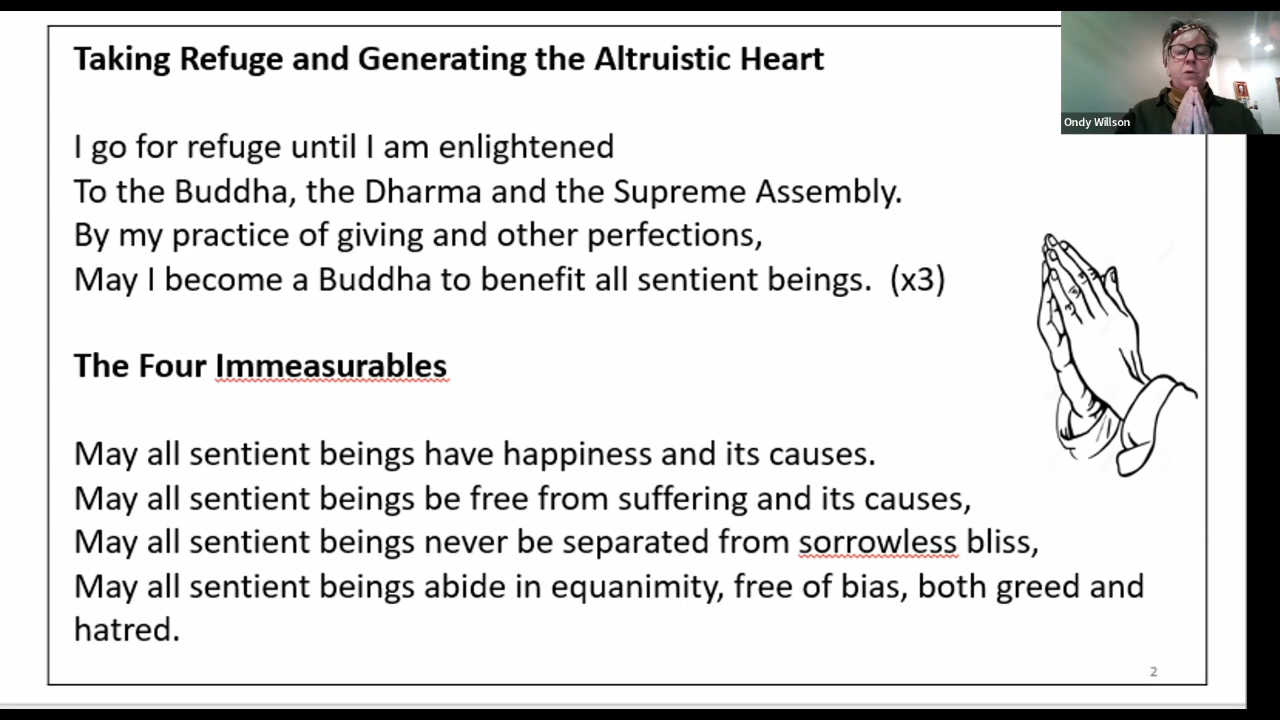 Taking Refuge and Generating the Altruistic Heart
Ondy Willson
I go for refuge until I am enlightened
To the Buddha, the Dharma and the Supreme Assembly.
By my practice of giving and other perfections,
May I become a Buddha to benefit all sentient beings. (x3)
The Four Immeasurables
May all sentient beings have happiness and its causes.
May all sentient beings be free from suffering and its causes,
May all sentient beings never be separated from sorrowless bliss,
May all sentient beings abide in equanimity, free of bias, both greed and
hatred.
2